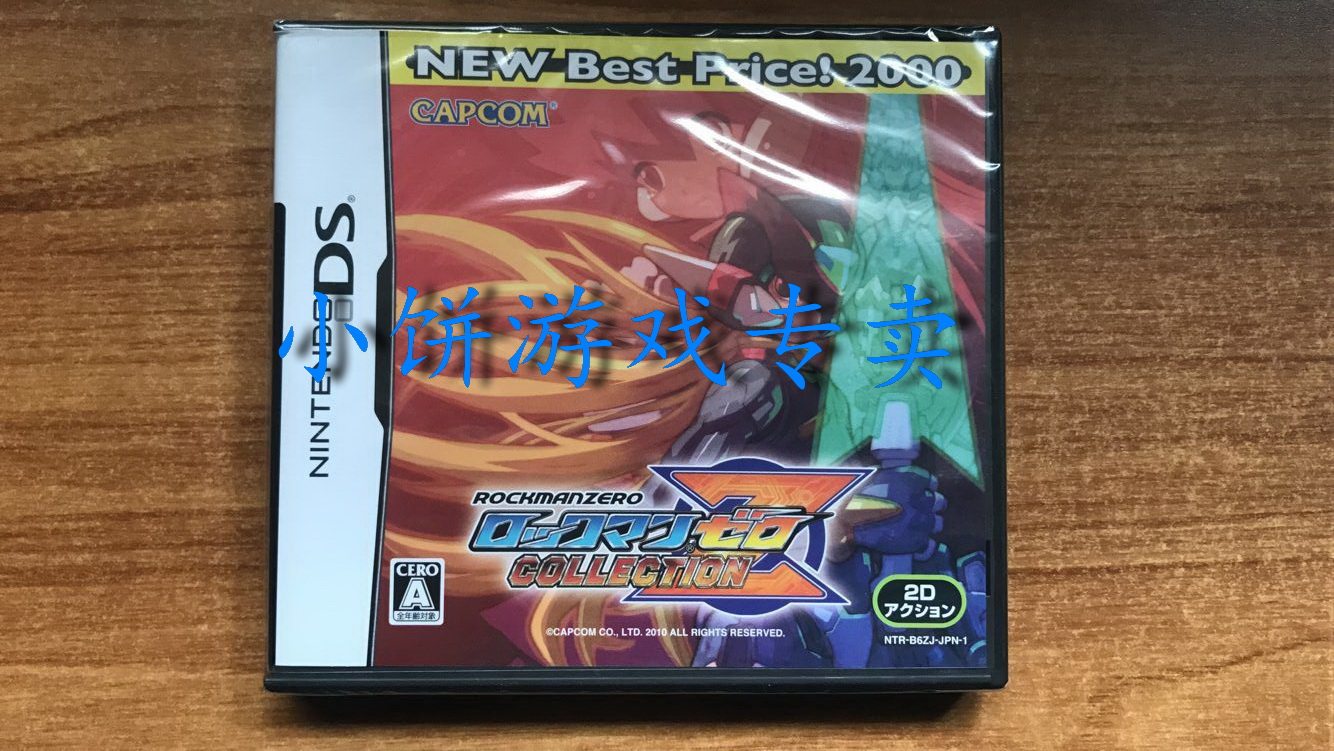 NEW Best Price! 2000
CAPCOM®
NINTENDO DS®
小饼游戏专卖
ROCKMANZERO
ロックマンゼロ
COLLECTION
Z
CERO
A
全年齢対象
2D
アクション
©CAPCOM CO., LTD. 2010 ALL RIGHTS RESERVED.
NTR-B6ZJ-JPN-1